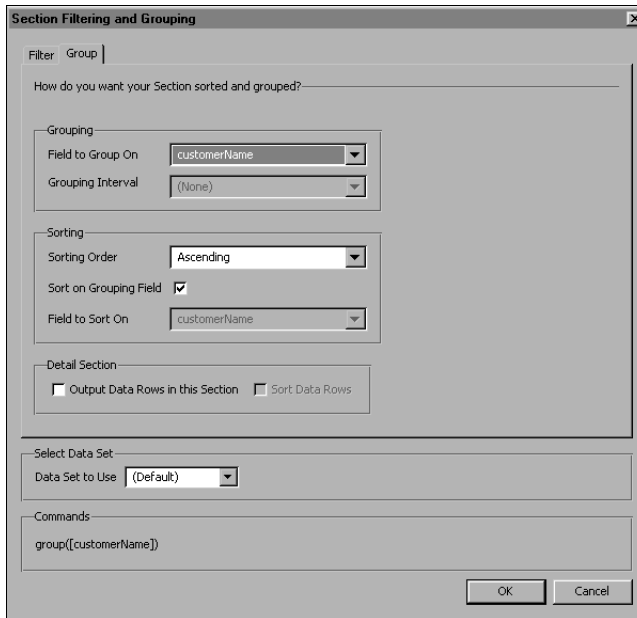 Section Filtering and Grouping
Filter Group
How do you want your Section sorted and grouped?
Grouping
Field to Group On customerName
Grouping Interval (None)
Sorting
Sorting Order Ascending
Sort on Grouping Field
Field to Sort On customerName
Detail Section
Output Data Rows in this Section Sort Data Rows
Select Data Set
Data Set to Use (Default)
Commands
group([customerName])
OK Cancel